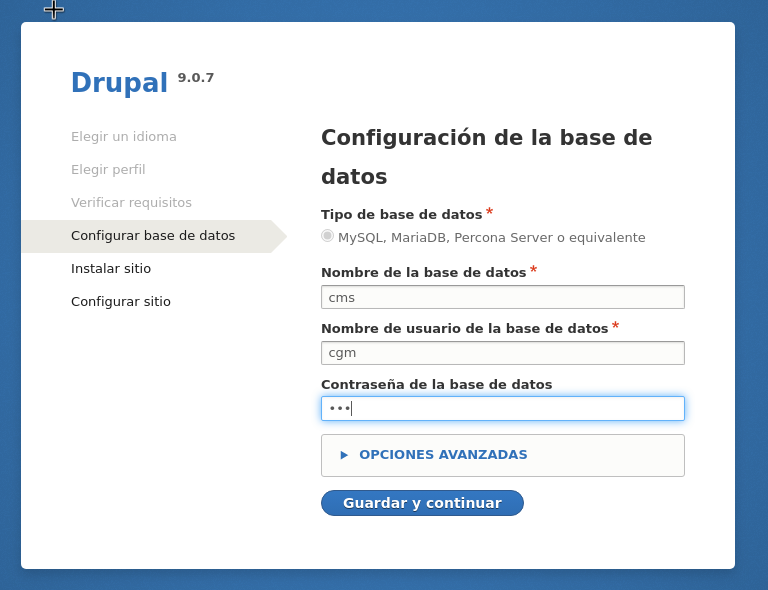 Drupal 9.0.7
Elegir un idioma
Elegir perfil
Verificar requisitos
Configurar base de datos
Instalar sitio
Configurar sitio
Configuración de la base de
datos
Tipo de base de datos *
MySQL, MariaDB, Percona Server o equivalente
Nombre de la base de datos *
cms
Nombre de usuario de la base de datos *
cgm
Contraseña de la base de datos
•••
OPCIONES AVANZADAS
Guardar y continuar